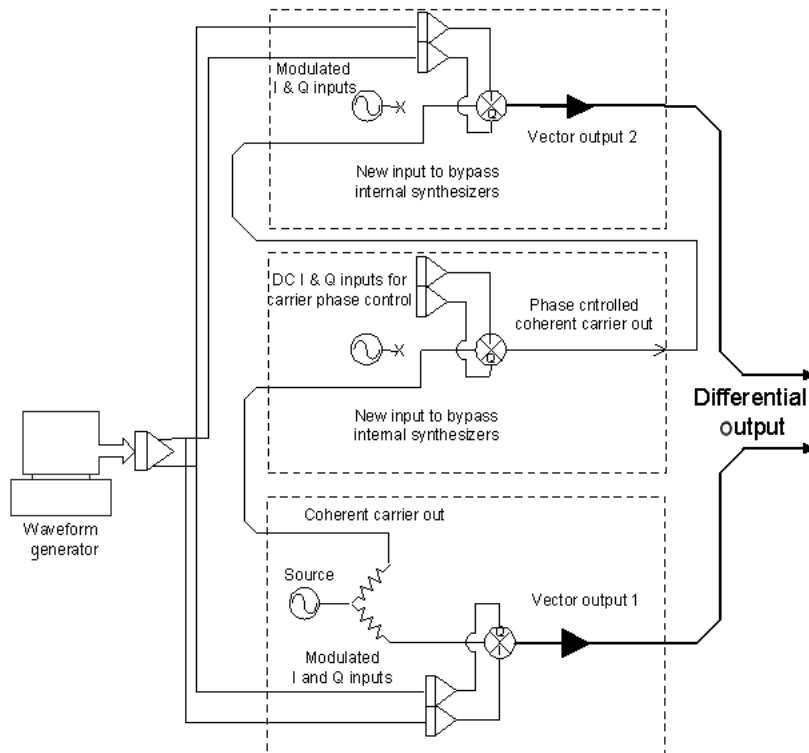 Modulated
I & Q inputs
Q
Vector output 2
New input to bypass
internal synthesizers
DC I & Q inputs for
carrier phase control
Phase cntrolled
coherent carrier out
Q
New input to bypass
internal synthesizers
Differential
output
Waveform
generator
Coherent carrier out
Source
Q
Vector output 1
Modulated
I and Q inputs